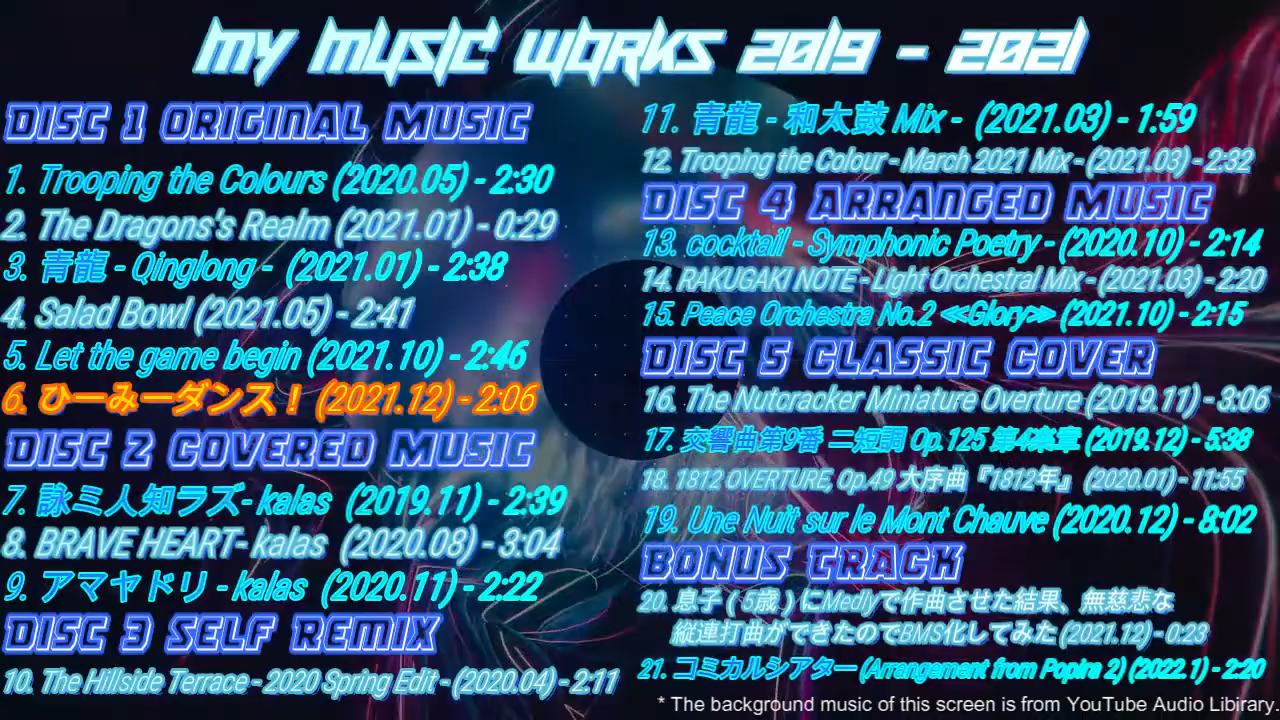 MY MUSIC WORKS 2019 - 2021
DISC 1 ORIGINAL MUSIC
1. Trooping the Colours (2020.05) - 2:30
2. The Dragons's Realm (2021.01) - 0:29
3. 青龍 - Qinglong - (2021.01) - 2:38
4. Salad Bowl (2021.05) - 2:41
5. Let the game begin (2021.10) - 2:46
6. ひーみーダンス！ (2021.12) - 2:06
DISC 2 COVERED MUSIC
7. 詠ミ人知ラズ- kalas (2019.11) - 2:39
8. BRAVE HEART- kalas (2020.08) - 3:04
9. アマヤドリ - kalas (2020.11) - 2:22
DISC 3 SELF REMIX
10. The Hillside Terrace - 2020 Spring Edit - (2020.04) - 2:11
11. 青龍 - 和太鼓 Mix - (2021.03) - 1:59
12. Trooping the Colour - March 2021 Mix - (2021.03) - 2:32
DISC 4 ARRANGED MUSIC
13. cocktail - Symphonic Poetry - (2020.10) - 2:14
14. RAKUGAKI NOTE - Light Orchestral Mix - (2021.03) - 2:20
15. Peace Orchestra No.2 ≪Glory≫ (2021.10) - 2:15
DISC 5 CLASSIC COVER
16. The Nutcracker Miniature Overture (2019.11) - 3:06
17. 交響曲第9番 ニ短調 Op. 125 第4楽章 (2019.12) - 5:38
18. 1812 OVERTURE, Op.49 大序曲『1812年』 (2020.01) - 11:55
19. Une Nuit sur le Mont Chauve (2020.12) - 8:02
BONUS TRACK
20. 息子（5歳）にMedlyで作曲させた結果、無慈悲な
縦連打曲ができたのでBMS化してみた (2021.12) - 0:23
21. コミカルシアター (Arrangement from Popira 2) (2022.1) - 2:20
* The background music of this screen is from YouTube Audio Libirary.